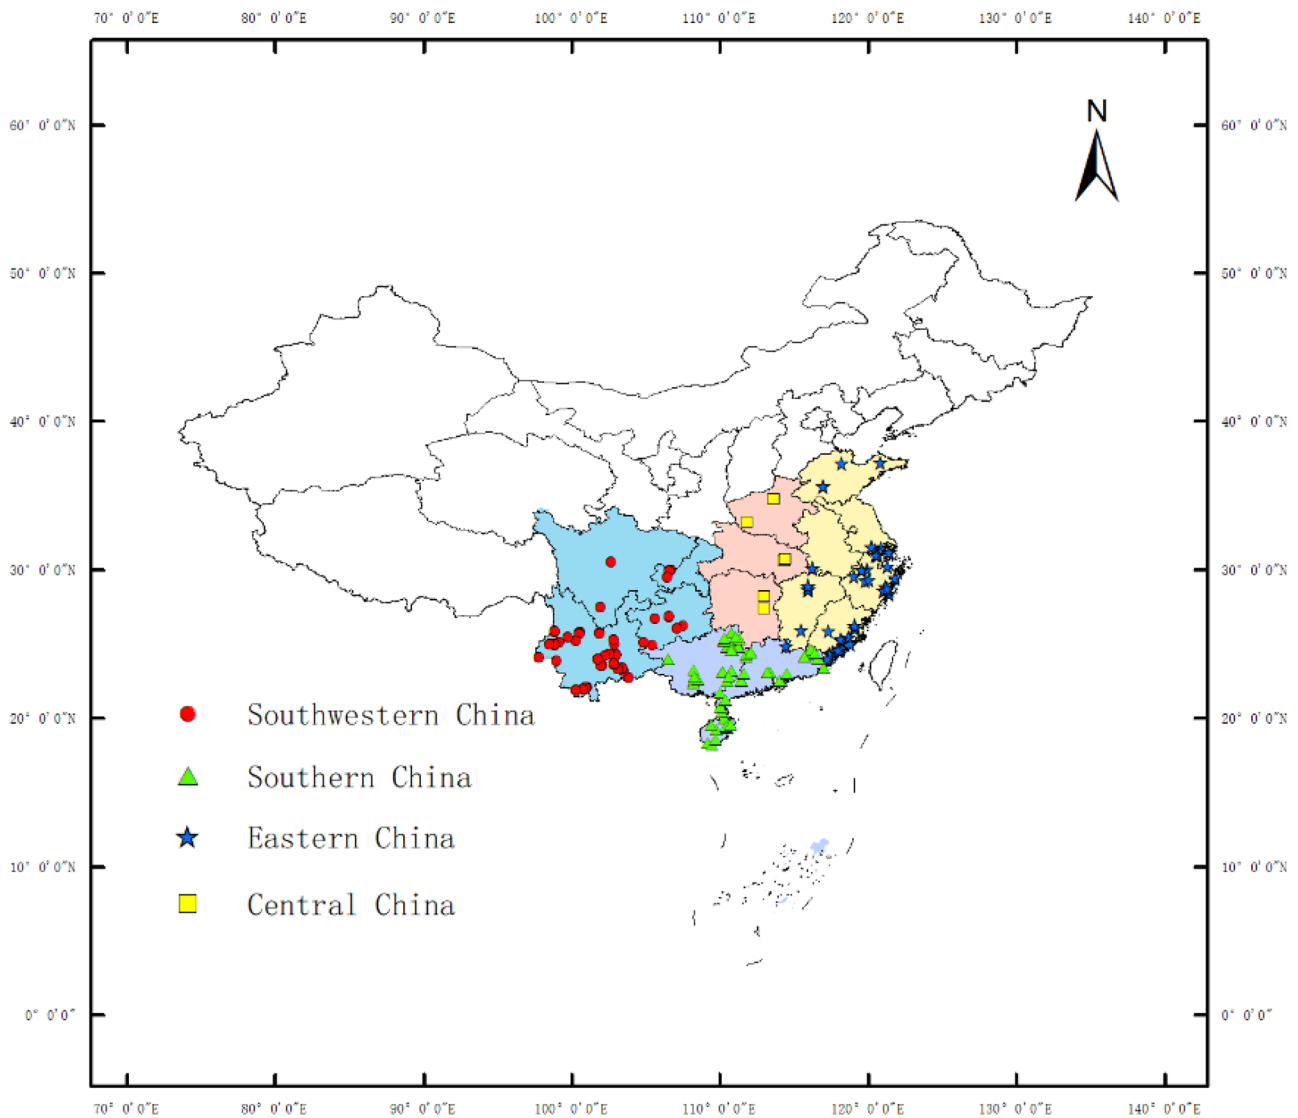 70° 0′0″E 80° 0′0″E 90° 0′0″E 100° 0′0″E 110° 0′0″E 120° 0′0″E 130° 0′0″E 140° 0′0″E
N
60° 0′0″N 60° 0′0″N
50° 0′0″N 50° 0′0″N
40° 0′0″N 40° 0′0″N
30° 0′0″N 30° 0′0″N
20° 0′0″N 20° 0′0″N
Southwestern China
Southern China
Eastern China
10° 0′0″N 10° 0′0″N
Central China
0° 0′0″ 0° 0′0″
70° 0′0″E 80° 0′0″E 90° 0′0″E 100° 0′0″E 110° 0′0″E 120° 0′0″E 130° 0′0″E 140° 0′0″E